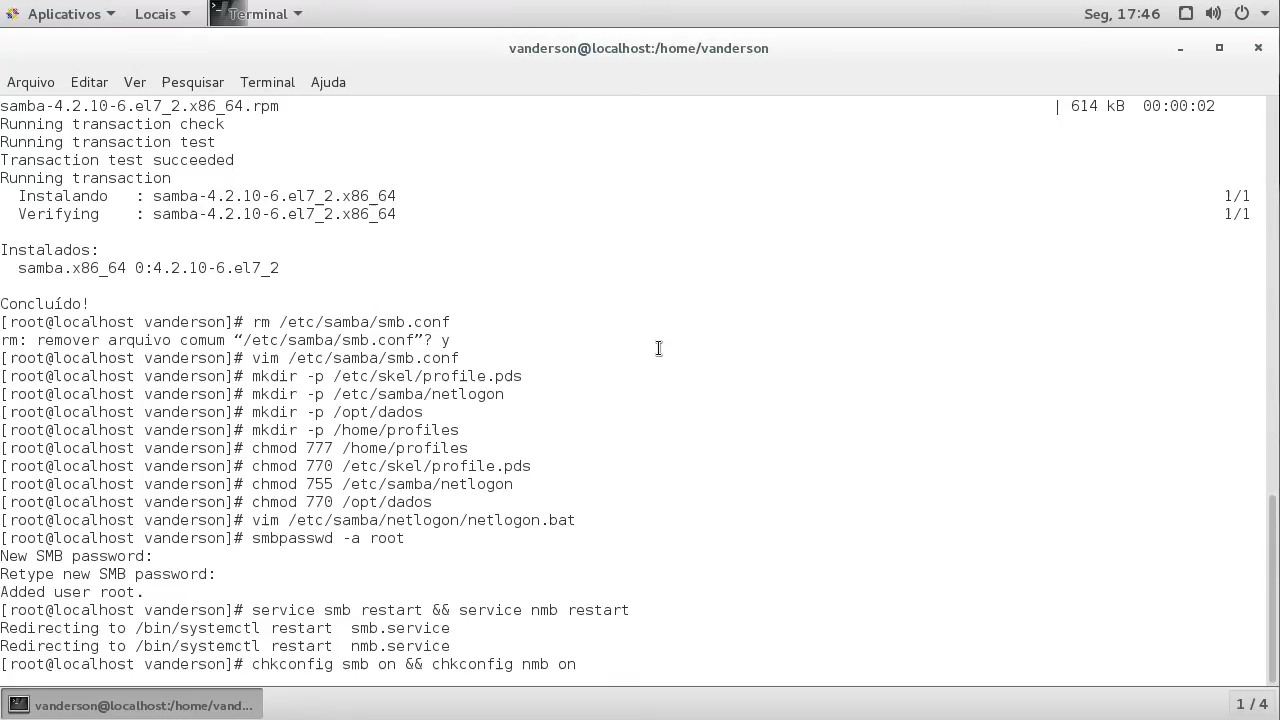 Aplicativos Locais Terminal Seg, 17:46
vanderson@localhost:/home/vanderson
Arquivo Editar Ver Pesquisar Terminal Ajuda
samba-4.2.10-6.el7_2.x86_64.rpm | 614 kB 00:00:02
Running transaction check
Running transaction test
Transaction test succeeded
Running transaction
Instalando : samba-4.2.10-6.el7_2.x86_64 1/1
Verifying : samba-4.2.10-6.el7_2.x86_64 1/1
Instalados:
samba.x86_64 0:4.2.10-6.el7_2
Concluído!
[root@localhost vanderson]# rm /etc/samba/smb.conf
rm: remover arquivo comum “/etc/samba/smb.conf”? y
[root@localhost vanderson]# vim /etc/samba/smb.conf
[root@localhost vanderson]# mkdir -p /etc/skel/profile.pds
[root@localhost vanderson]# mkdir -p /etc/samba/netlogon
[root@localhost vanderson]# mkdir -p /opt/dados
[root@localhost vanderson]# mkdir -p /home/profiles
[root@localhost vanderson]# chmod 777 /home/profiles
[root@localhost vanderson]# chmod 770 /etc/skel/profile.pds
[root@localhost vanderson]# chmod 755 /etc/samba/netlogon
[root@localhost vanderson]# chmod 770 /opt/dados
[root@localhost vanderson]# vim /etc/samba/netlogon/netlogon.bat
[root@localhost vanderson]# smbpasswd -a root
New SMB password:
Retype new SMB password:
Added user root.
[root@localhost vanderson]# service smb restart && service nmb restart
Redirecting to /bin/systemctl restart  smb.service
Redirecting to /bin/systemctl restart  nmb.service
[root@localhost vanderson]# chkconfig smb on && chkconfig nmb on
vanderson@localhost:/home/vand... 1 / 4